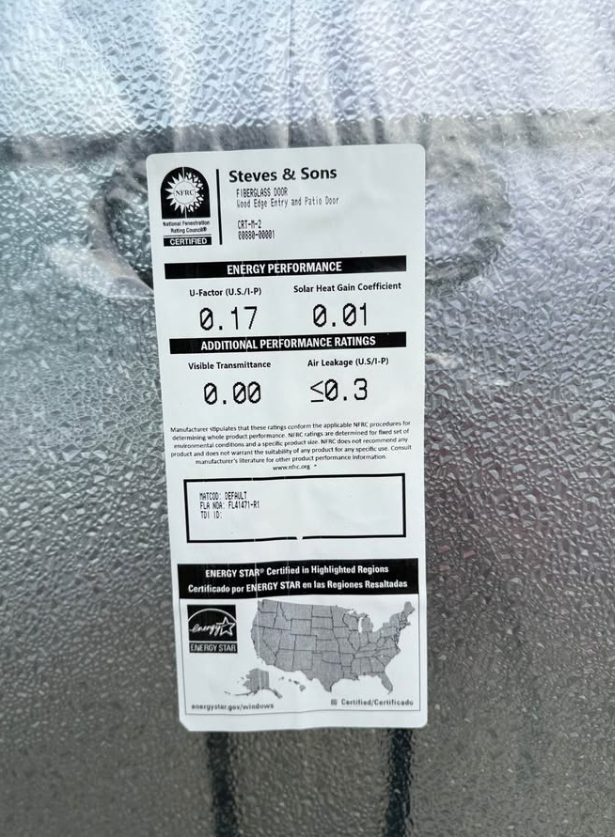 Steves & Sons
FIBERGLASS DOOR
Wood Edge Entry and Patio Door
NFRC
National Fenestration
Rating Council®
CERTIFIED
CRT-M-2
00880-00001
ENERGY PERFORMANCE
U-Factor (U.S./I-P)
Solar Heat Gain Coefficient
0.17
0.01
ADDITIONAL PERFORMANCE RATINGS
Visible Transmittance
Air Leakage (U.S/I-P)
0.00
≤0.3
Manufacturer stipulates that these ratings conform the applicable NFRC procedures for
determining whole product performance. NFRC ratings are determined for fixed set of
environmental conditions and a specific product size. NFRC does not recommend any
product and does not warrant the suitability of any product for any specific use. Consult
manufacturer's literature for other product performance information.
www.nfrc.org
MATCOD: DEFAULT
FLA NOA: FL41471-R1
TDI ID:
ENERGY STAR® Certified in Highlighted Regions
Certificado por ENERGY STAR en las Regiones Resaltadas
energy
ENERGY STAR
energystar.gov/windows
Certified/Certificado